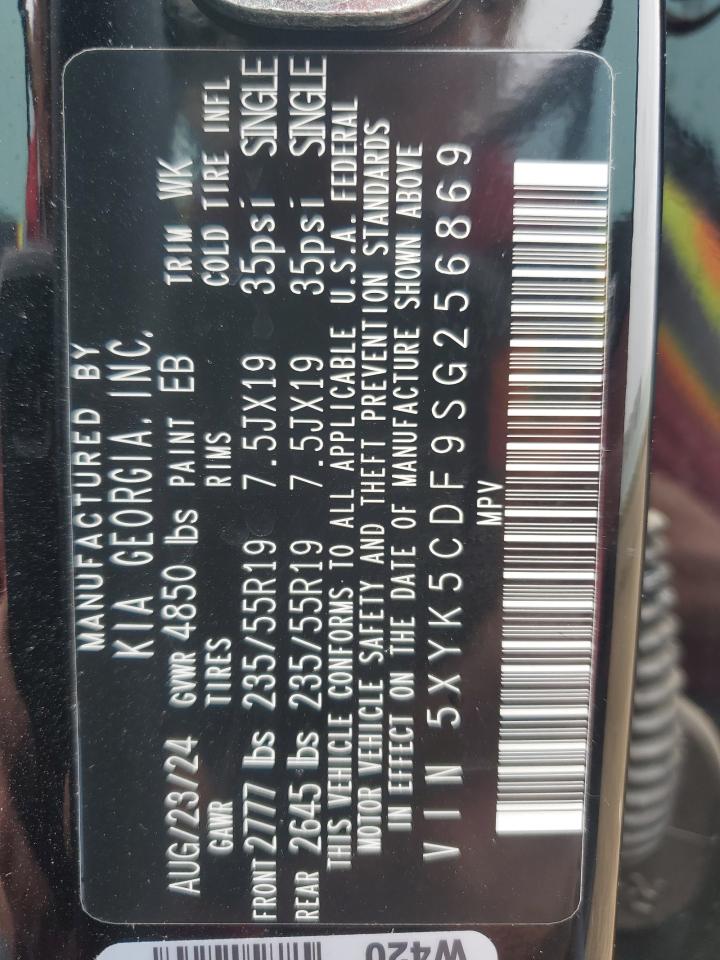 MANUFACTURED BY
KIA GEORGIA, INC.
AUG/23/24 GVWR 4850 lbs PAINT EB TRIM WK
GAWR TIRES RIMS COLD TIRE INFL
FRONT 2777 lbs 235/55R19 7.5JX19 35psi SINGLE
REAR 2645 lbs 235/55R19 7.5JX19 35psi SINGLE
THIS VEHICLE CONFORMS TO ALL APPLICABLE U.S.A. FEDERAL
MOTOR VEHICLE SAFETY AND THEFT PREVENTION STANDARDS
IN EFFECT ON THE DATE OF MANUFACTURE SHOWN ABOVE
VIN 5XYK5CDF9SG256869
MPV
W420